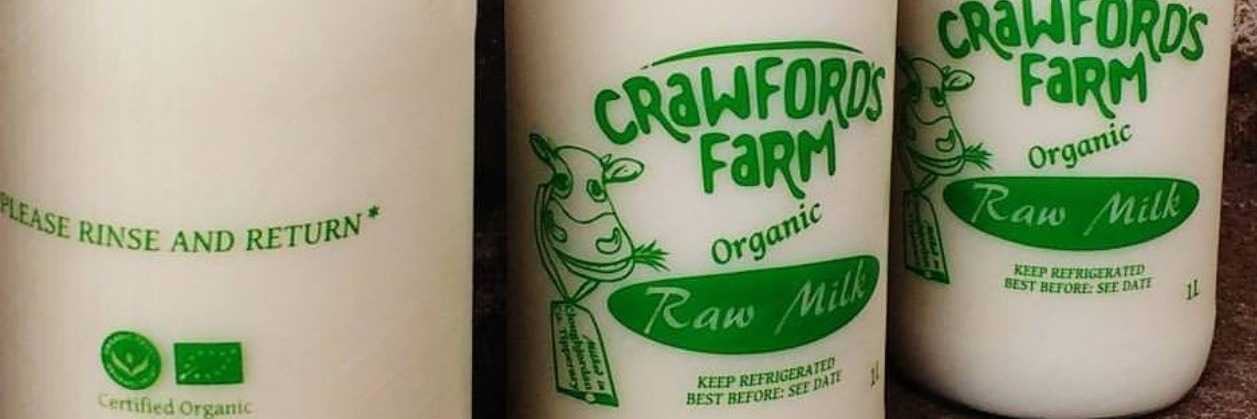 PLEASE RINSE AND RETURN*
Certified Organic
CRAWFORD'S
FARM
Organic
Raw Milk
KEEP REFRIGERATED
BEST BEFORE: SEE DATE
1L
CRAWFORD'S
FARM
Organic
Raw Milk
KEEP REFRIGERATED
BEST BEFORE: SEE DATE
1L